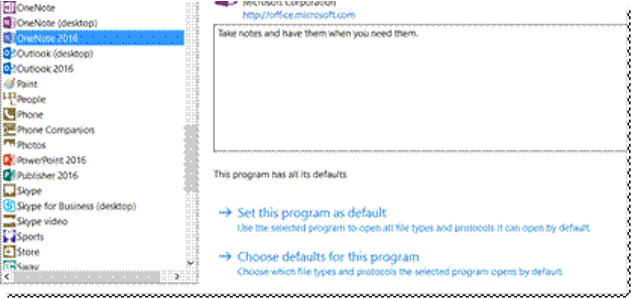 OneNote
OneNote (desktop)
OneNote 2016
Outlook (desktop)
Outlook 2016
Paint
People
Phone
Phone Companion
Photos
PowerPoint 2016
Publisher 2016
Skype
Skype for Business (desktop)
Skype video
Sports
Store
Sway
Microsoft Corporation
http://office.microsoft.com
Take notes and have them when you need them.
This program has all its defaults
Set this program as default
Use the selected program to open all file types and protocols it can open by default.
Choose defaults for this program
Choose which file types and protocols the selected program opens by default.